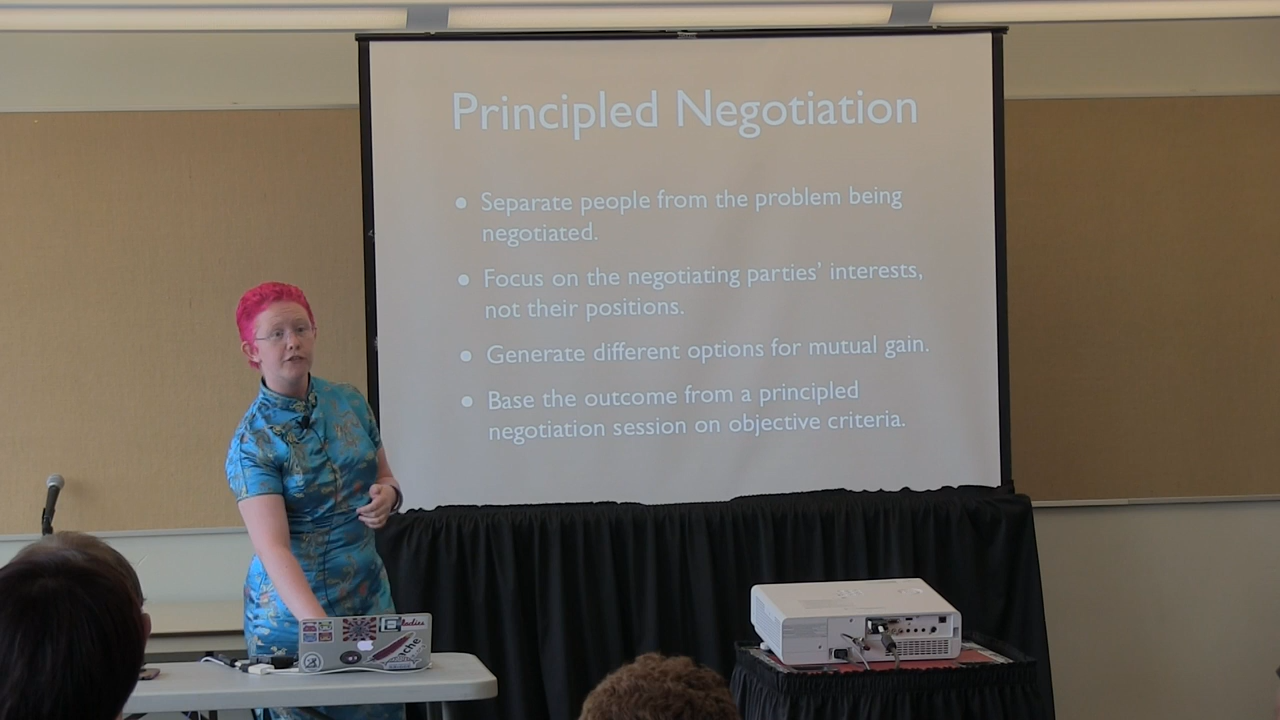 Principled Negotiation
• Separate people from the problem being
negotiated.
• Focus on the negotiating parties' interests,
not their positions.
• Generate different options for mutual gain.
• Base the outcome from a principled
negotiation session on objective criteria.
ladies